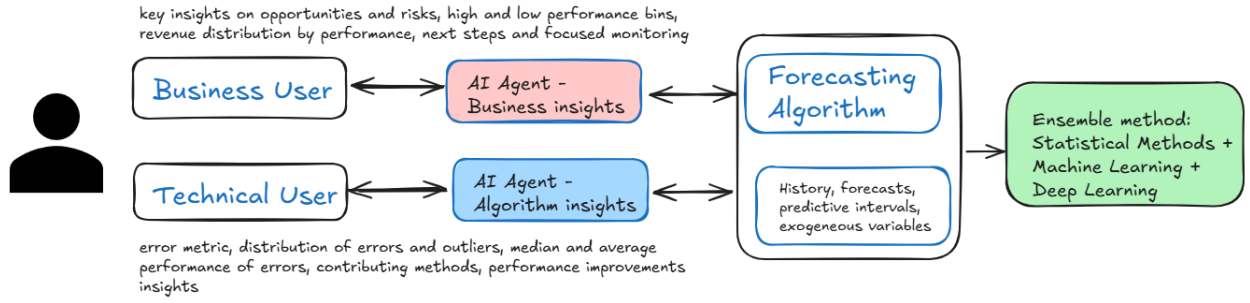 key insights on opportunities and risks, high and low performance bins,
revenue distribution by performance, next steps and focused monitoring
Business User
AI Agent -
Business insights
Forecasting
Algorithm
Ensemble method:
Statistical Methods +
Machine Learning +
Deep Learning
Technical User
AI Agent -
Algorithm insights
History, forecasts,
predictive intervals,
exogeneous variables
error metric, distribution of errors and outliers, median and average
performance of errors, contributing methods, performance improvements
insights